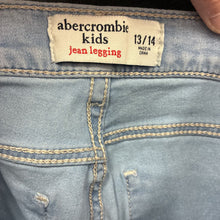 abercrombie
kids
jean legging
13/14
MADE IN
CHINA